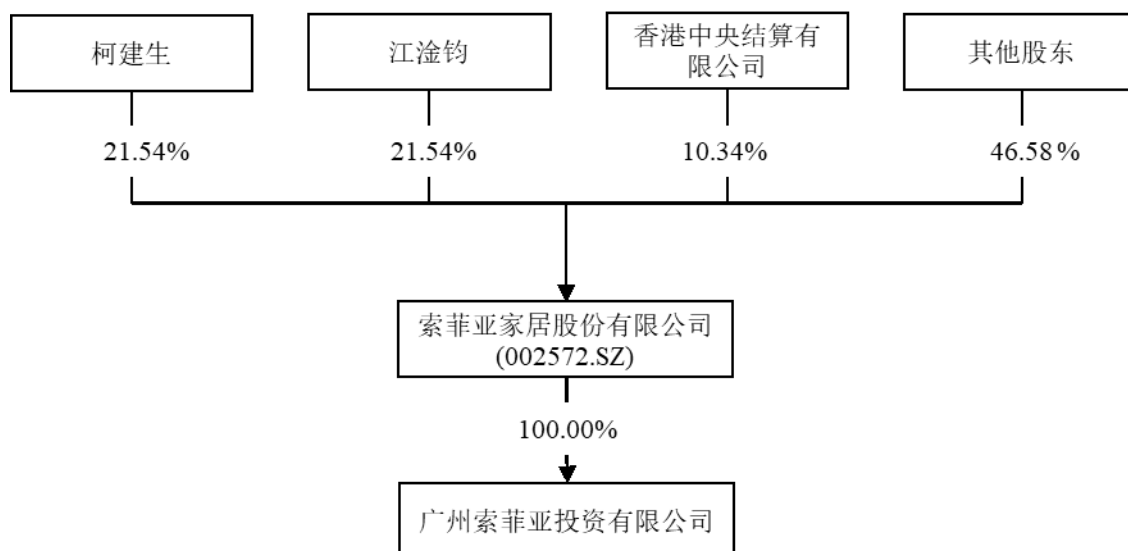 柯建生
江淦钧
香港中央结算有
限公司
其他股东
21.54%
21.54%
10.34%
46.58%
索菲亚家居股份有限公司
(002572.SZ)
100.00%
广州索菲亚投资有限公司